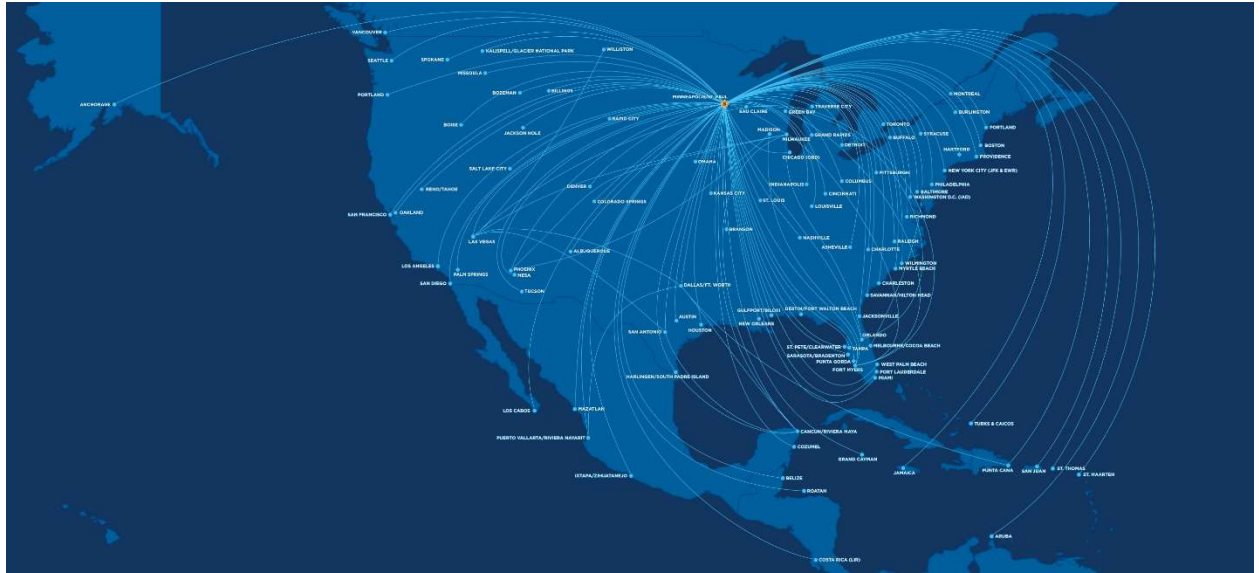 VANCOUVER
SEATTLE
SPOKANE
KALISPELL/GLACIER NATIONAL PARK
WILLISTON
MISSOULA
ANCHORAGE
PORTLAND
BOZEMAN
BILLINGS
MINNEAPOLIS/ST. PAUL
EAU CLAIRE
GREEN BAY
TRAVERSE CITY
MONTREAL
BURLINGTON
BOISE
JACKSON HOLE
RAPID CITY
MADISON
MILWAUKEE
GRAND RAPIDS
TORONTO
BUFFALO
SYRACUSE
PORTLAND
CHICAGO (ORD)
DETROIT
HARTFORD
BOSTON
PROVIDENCE
SALT LAKE CITY
OMAHA
PITTSBURGH
NEW YORK CITY (JFK & EWR)
RENO/TAHOE
DENVER
COLORADO SPRINGS
KANSAS CITY
ST. LOUIS
INDIANAPOLIS
COLUMBUS
CINCINNATI
LOUISVILLE
PHILADELPHIA
BALTIMORE
WASHINGTON D.C. (IAD)
SAN FRANCISCO
OAKLAND
RICHMOND
LAS VEGAS
ALBUQUERQUE
BRANSON
NASHVILLE
ASHEVILLE
CHARLOTTE
RALEIGH
LOS ANGELES
PALM SPRINGS
PHOENIX
MESA
WILMINGTON
MYRTLE BEACH
SAN DIEGO
TUCSON
DALLAS/FT. WORTH
CHARLESTON
SAVANNAH/HILTON HEAD
AUSTIN
HOUSTON
GULFPORT/BILOXI
NEW ORLEANS
DESTIN/FORT WALTON BEACH
JACKSONVILLE
SAN ANTONIO
ORLANDO
ST. PETE/CLEARWATER
TAMPA
MELBOURNE/COCOA BEACH
SARASOTA/BRADENTON
PUNTA GORDA
FORT MYERS
WEST PALM BEACH
FORT LAUDERDALE
MIAMI
HARLINGEN/SOUTH PADRE ISLAND
LOS CABOS
MAZATLAN
PUERTO VALLARTA/RIVIERA NAYARIT
CANCUN/RIVIERA MAYA
COZUMEL
TURKS & CAICOS
GRAND CAYMAN
JAMAICA
PUNTA CANA
SAN JUAN
ST. THOMAS
ST. MAARTEN
IXTAPA/ZIHUATANEJO
BELIZE
ROATAN
ARUBA
COSTA RICA (LIR)